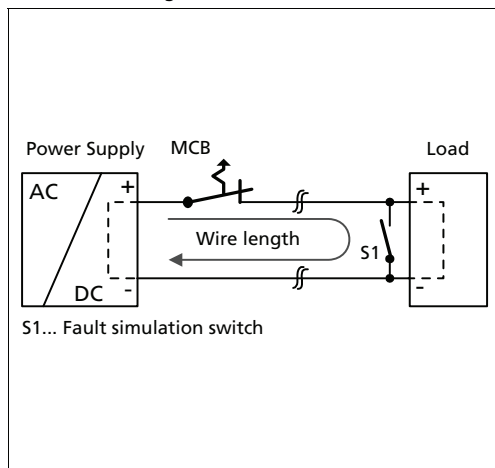 Power Supply
MCB
Load
AC
+
+
Wire length
S1
DC
-
-
S1... Fault simulation switch